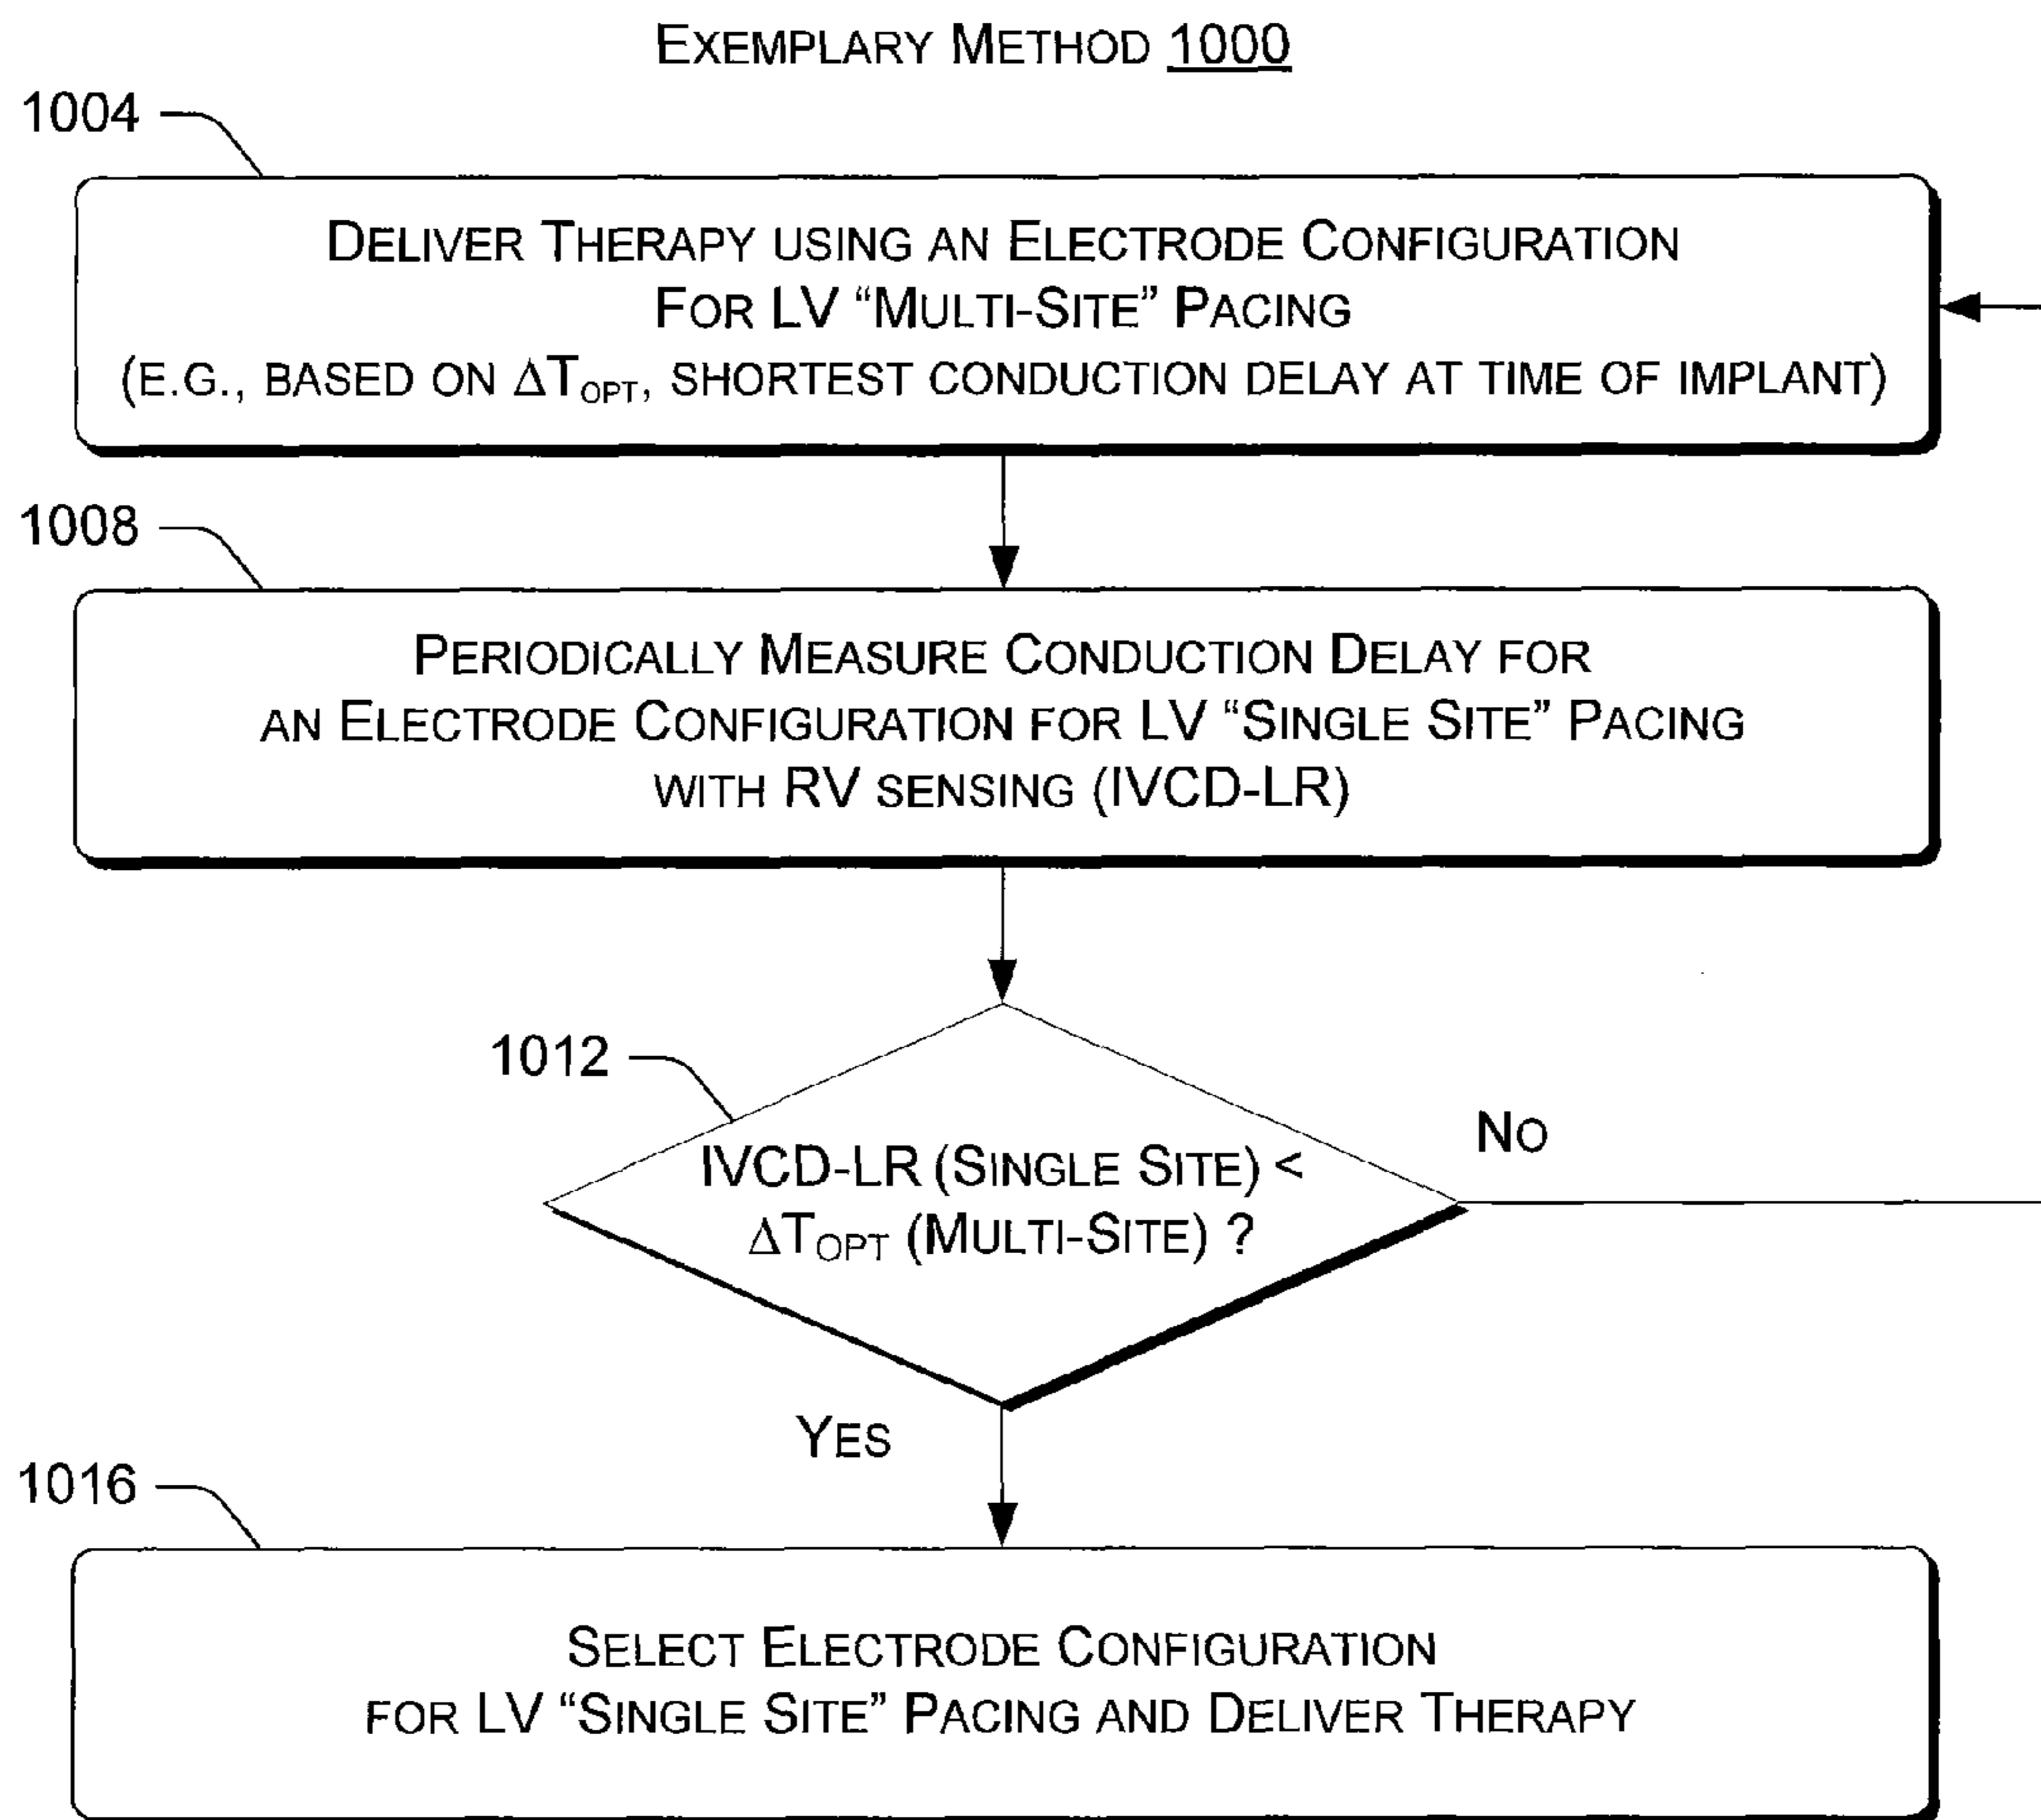 EXEMPLARY METHOD 1000
1004
DELIVER THERAPY USING AN ELECTRODE CONFIGURATION
FOR LV “MULTI-SITE” PACING
(E.G., BASED ON ΔTOPT, SHORTEST CONDUCTION DELAY AT TIME OF IMPLANT)
1008
PERIODICALLY MEASURE CONDUCTION DELAY FOR
AN ELECTRODE CONFIGURATION FOR LV “SINGLE SITE” PACING
WITH RV SENSING (IVCD-LR)
1012
IVCD-LR (SINGLE SITE) <
ΔTOPT (MULTI-SITE) ?
NO
YES
1016
SELECT ELECTRODE CONFIGURATION
FOR LV “SINGLE SITE” PACING AND DELIVER THERAPY